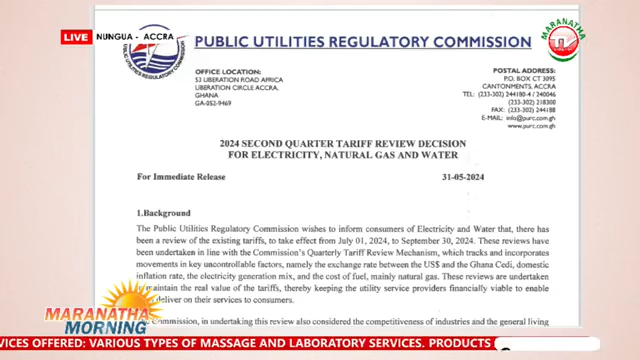 LIVE
NUNGUA - ACCRA
PUBLIC UTILITIES REGULATORY COMMISSION
MARANATHA
PUBLIC UTILITIES REGULATORY COMMISSION
OFFICE LOCATION:
53 LIBERATION ROAD AFRICA
LIBERATION CIRCLE ACCRA,
GHANA
GA-052-9469
POSTAL ADDRESS:
P.O. BOX CT 3095
CANTONMENTS, ACCRA
TEL: (233-302) 244180-4 / 240046
(233-302) 218300
FAX: (233-302) 244188
E-MAIL: info@purc.com.gh
www.purc.com.gh
2024 SECOND QUARTER TARIFF REVIEW DECISION
FOR ELECTRICITY, NATURAL GAS AND WATER
For Immediate Release
31-05-2024
1.Background
The Public Utilities Regulatory Commission wishes to inform consumers of Electricity and Water that, there has
been a review of the existing tariffs, to take effect from July 01, 2024, to September 30, 2024. These reviews have
been undertaken in line with the Commission's Quarterly Tariff Review Mechanism, which tracks and incorporates
movements in key uncontrollable factors, namely the exchange rate between the US$ and the Ghana Cedi, domestic
inflation rate, the electricity generation mix, and the cost of fuel, mainly natural gas. These reviews are undertaken
maintain the real value of the tariffs, thereby keeping the utility service providers financially viable to enable
deliver on their services to consumers.
Commission, in undertaking this review also considered the competitiveness of industries and the general living
MARANATHA
MORNING
VICES OFFERED: VARIOUS TYPES OF MASSAGE AND LABORATORY SERVICES. PRODUCTS